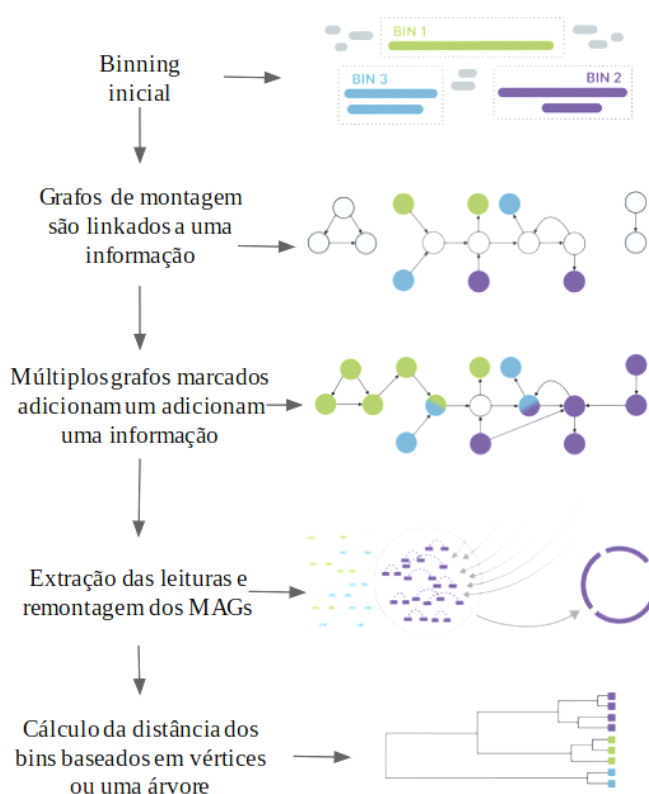 BIN 1
Binning
inicial
BIN 3
BIN 2
Grafos de montagem
são linkados a uma
informação
Múltiplos grafos marcados
adicionam um adicionam
uma informação
Extração das leituras e
remontagem dos MAGs
Cálculo da distância dos
bins baseados em vértices
ou uma árvore